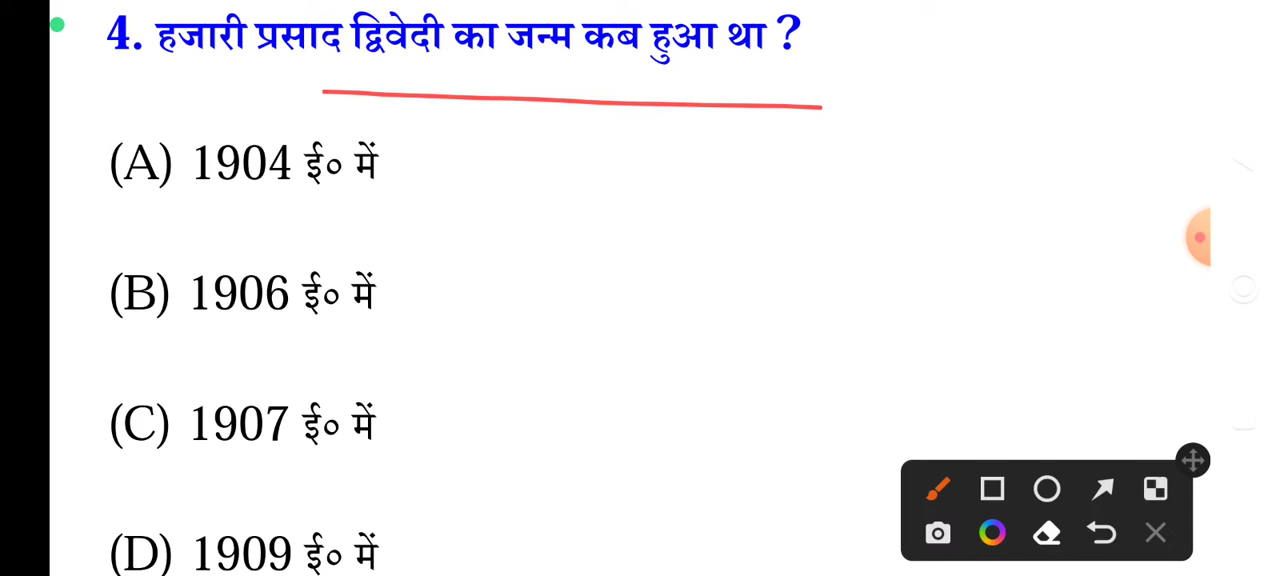 4. हजारी प्रसाद द्विवेदी का जन्म कब हुआ था ?
(A) 1904 ई० में
(B) 1906 ई० में
(C) 1907 ई० में
(D) 1909 ई० में